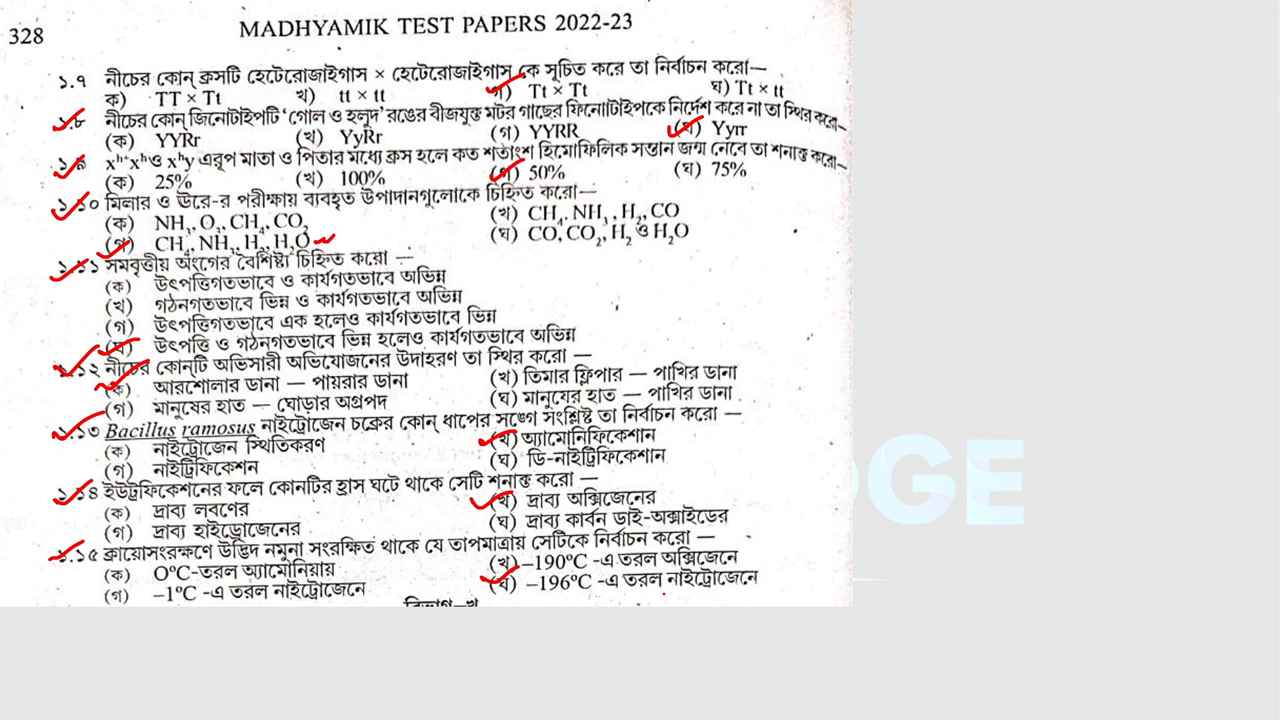 328
MADHYAMIK TEST PAPERS 2022-23
১.৭ নীচের কোন্ ক্রসটি হেটেরোজাইগাস × হেটেরোজাইগাস কে সূচিত করে তা নির্বাচন করো—
ক) TT × Tt খ) tt × tt গ) Tt × Tt ঘ) Tt × tt
১.৮ নীচের কোন্ জিনোটাইপটি ‘গোল ও হলুদ’ রঙের বীজযুক্ত মটর গাছের ফিনোটাইপকে নির্দেশ করে না তা স্থির করো—
(ক) YYRr (খ) YyRr (গ) YYRR (ঘ) Yyrr
১.৯ xʰ⁺xʰ ও xʰy এরূপ মাতা ও পিতার মধ্যে ক্রস হলে কত শতাংশ হিমোফিলিক সন্তান জন্ম নেবে তা শনাক্ত করো—
(ক) 25% (খ) 100% (গ) 50% (ঘ) 75%
১.১০ মিলার ও উরে-র পরীক্ষায় ব্যবহৃত উপাদানগুলোকে চিহ্নিত করো—
(ক) NH₃, O₂, CH₄, CO₂ (খ) CH₄, NH₃, H₂, CO
(গ) CH₄, NH₃, H₂, H₂O (ঘ) CO, CO₂, H₂ ও H₂O
১.১১ সমবৃত্তীয় অংগের বৈশিষ্ট্য চিহ্নিত করো —
(ক) উৎপত্তিগতভাবে ও কার্যগতভাবে অভিন্ন
(খ) গঠনগতভাবে ভিন্ন ও কার্যগতভাবে অভিন্ন
(গ) উৎপত্তিগতভাবে এক হলেও কার্যগতভাবে ভিন্ন
(ঘ) উৎপত্তি ও গঠনগতভাবে ভিন্ন হলেও কার্যগতভাবে অভিন্ন
১.১২ নীচের কোন্‌টি অভিসারী অভিযোজনের উদাহরণ তা স্থির করো —
(ক) আরশোলার ডানা — পায়রার ডানা (খ) তিমার ফ্লিপার — পাখির ডানা
(গ) মানুষের হাত — ঘোড়ার অগ্রপদ (ঘ) মানুষের হাত — পাখির ডানা
১.১৩ Bacillus ramosus নাইট্রোজেন চক্রের কোন্ ধাপের সঙ্গে সংশ্লিষ্ট তা নির্বাচন করো —
(ক) নাইট্রোজেন স্থিতিকরণ (খ) অ্যামোনিফিকেশান
(গ) নাইট্রিফিকেশন (ঘ) ডি-নাইট্রিফিকেশান
১.১৪ ইউট্রফিকেশনের ফলে কোনটির হ্রাস ঘটে থাকে সেটি শনাক্ত করো —
(ক) দ্রাব্য লবণের (খ) দ্রাব্য অক্সিজেনের
(গ) দ্রাব্য হাইড্রোজেনের (ঘ) দ্রাব্য কার্বন ডাই-অক্সাইডের
১.১৫ ক্রায়োসংরক্ষণে উদ্ভিদ নমুনা সংরক্ষিত থাকে যে তাপমাত্রায় সেটিকে নির্বাচন করো —
(ক) 0°C-তরল অ্যামোনিয়ায় (খ) –190°C -এ তরল অক্সিজেনে
(গ) –1°C -এ তরল নাইট্রোজেনে (ঘ) –196°C -এ তরল নাইট্রোজেনে